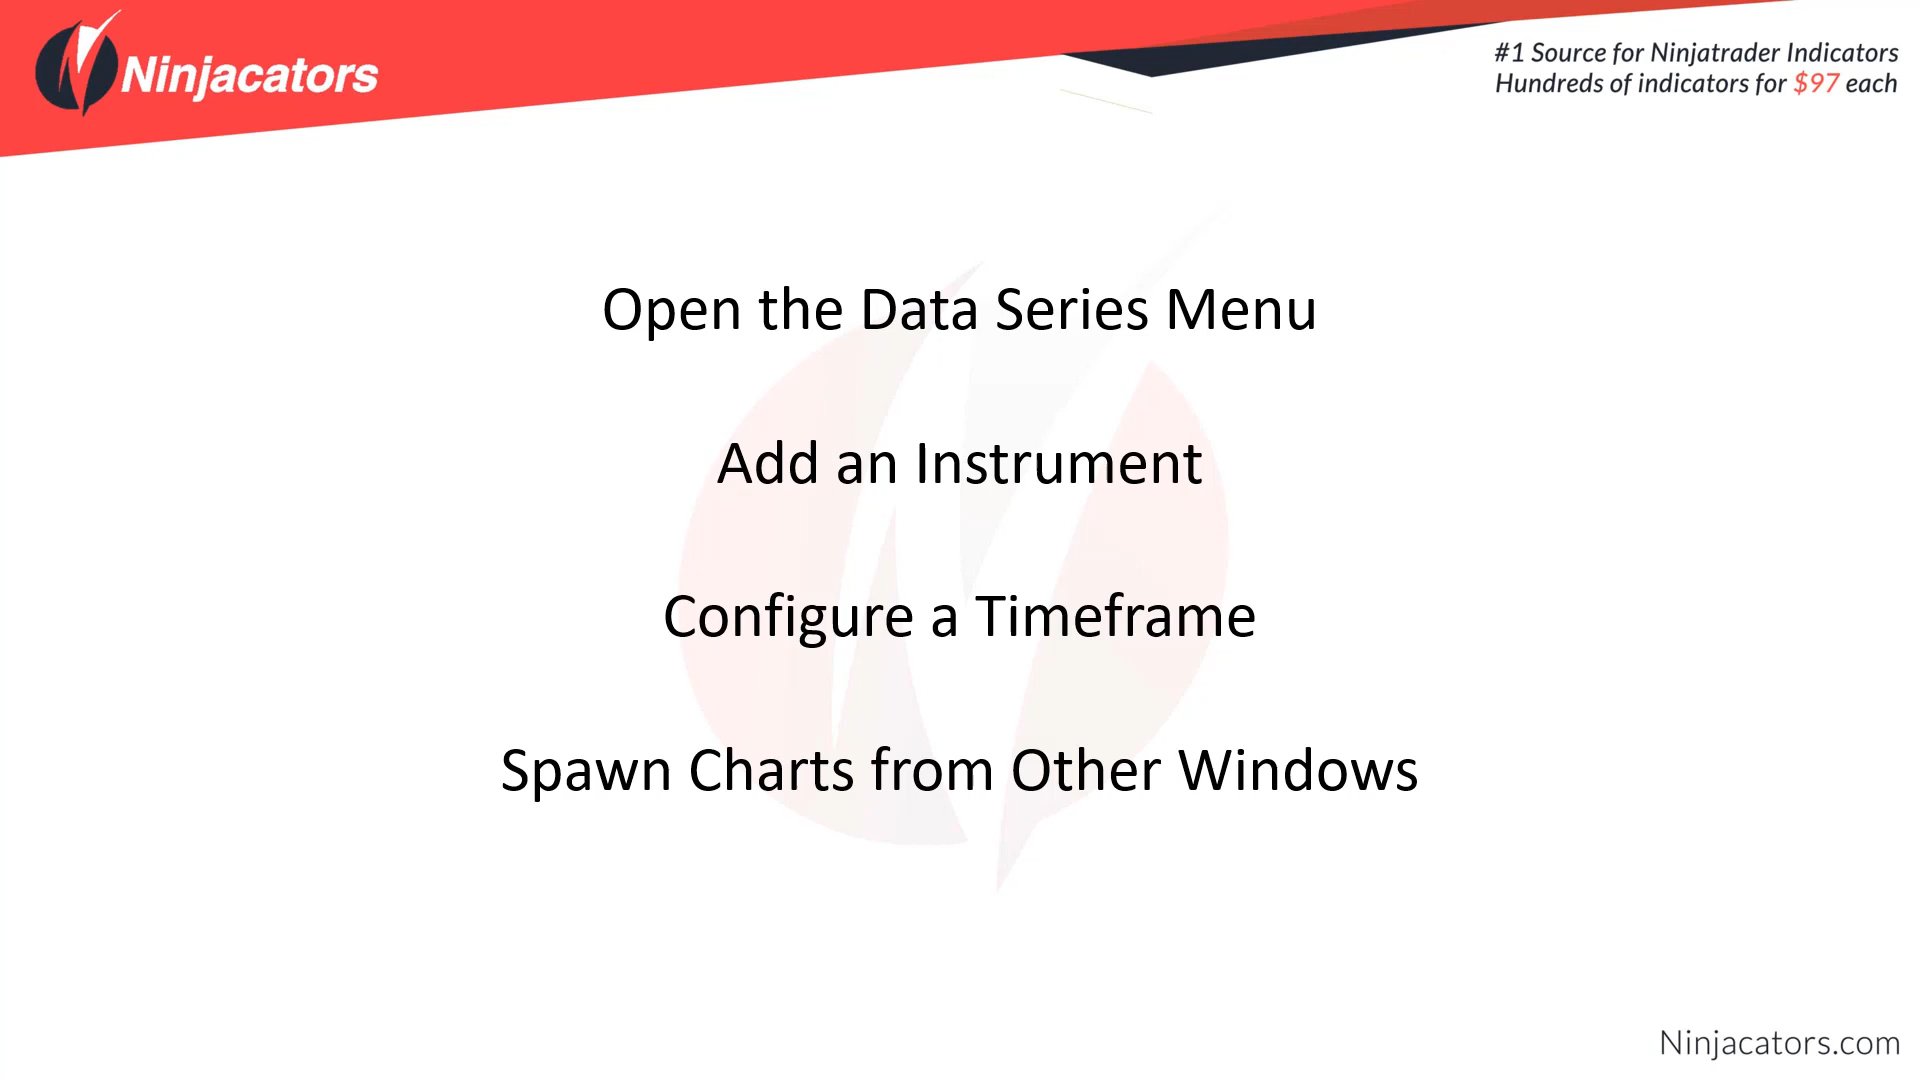 Ninjacators
#1 Source for Ninjatrader Indicators
Hundreds of indicators for $97 each
Open the Data Series Menu
Add an Instrument
Configure a Timeframe
Spawn Charts from Other Windows
Ninjacators.com